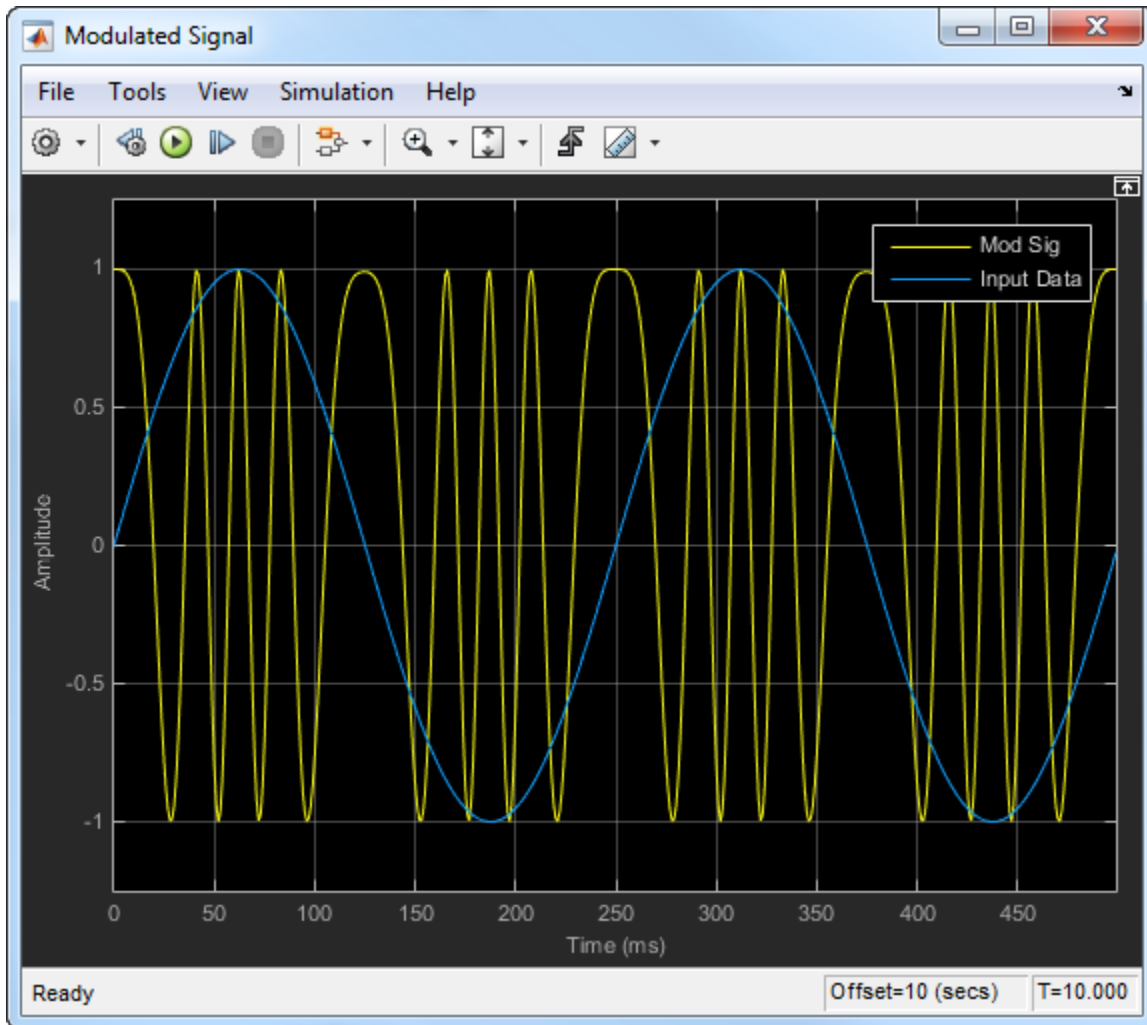 Modulated Signal
File Tools View Simulation Help
Mod Sig
Input Data
1
0.5
0
-0.5
-1
Amplitude
0 50 100 150 200 250 300 350 400 450
Time (ms)
Ready Offset=10 (secs) T=10.000